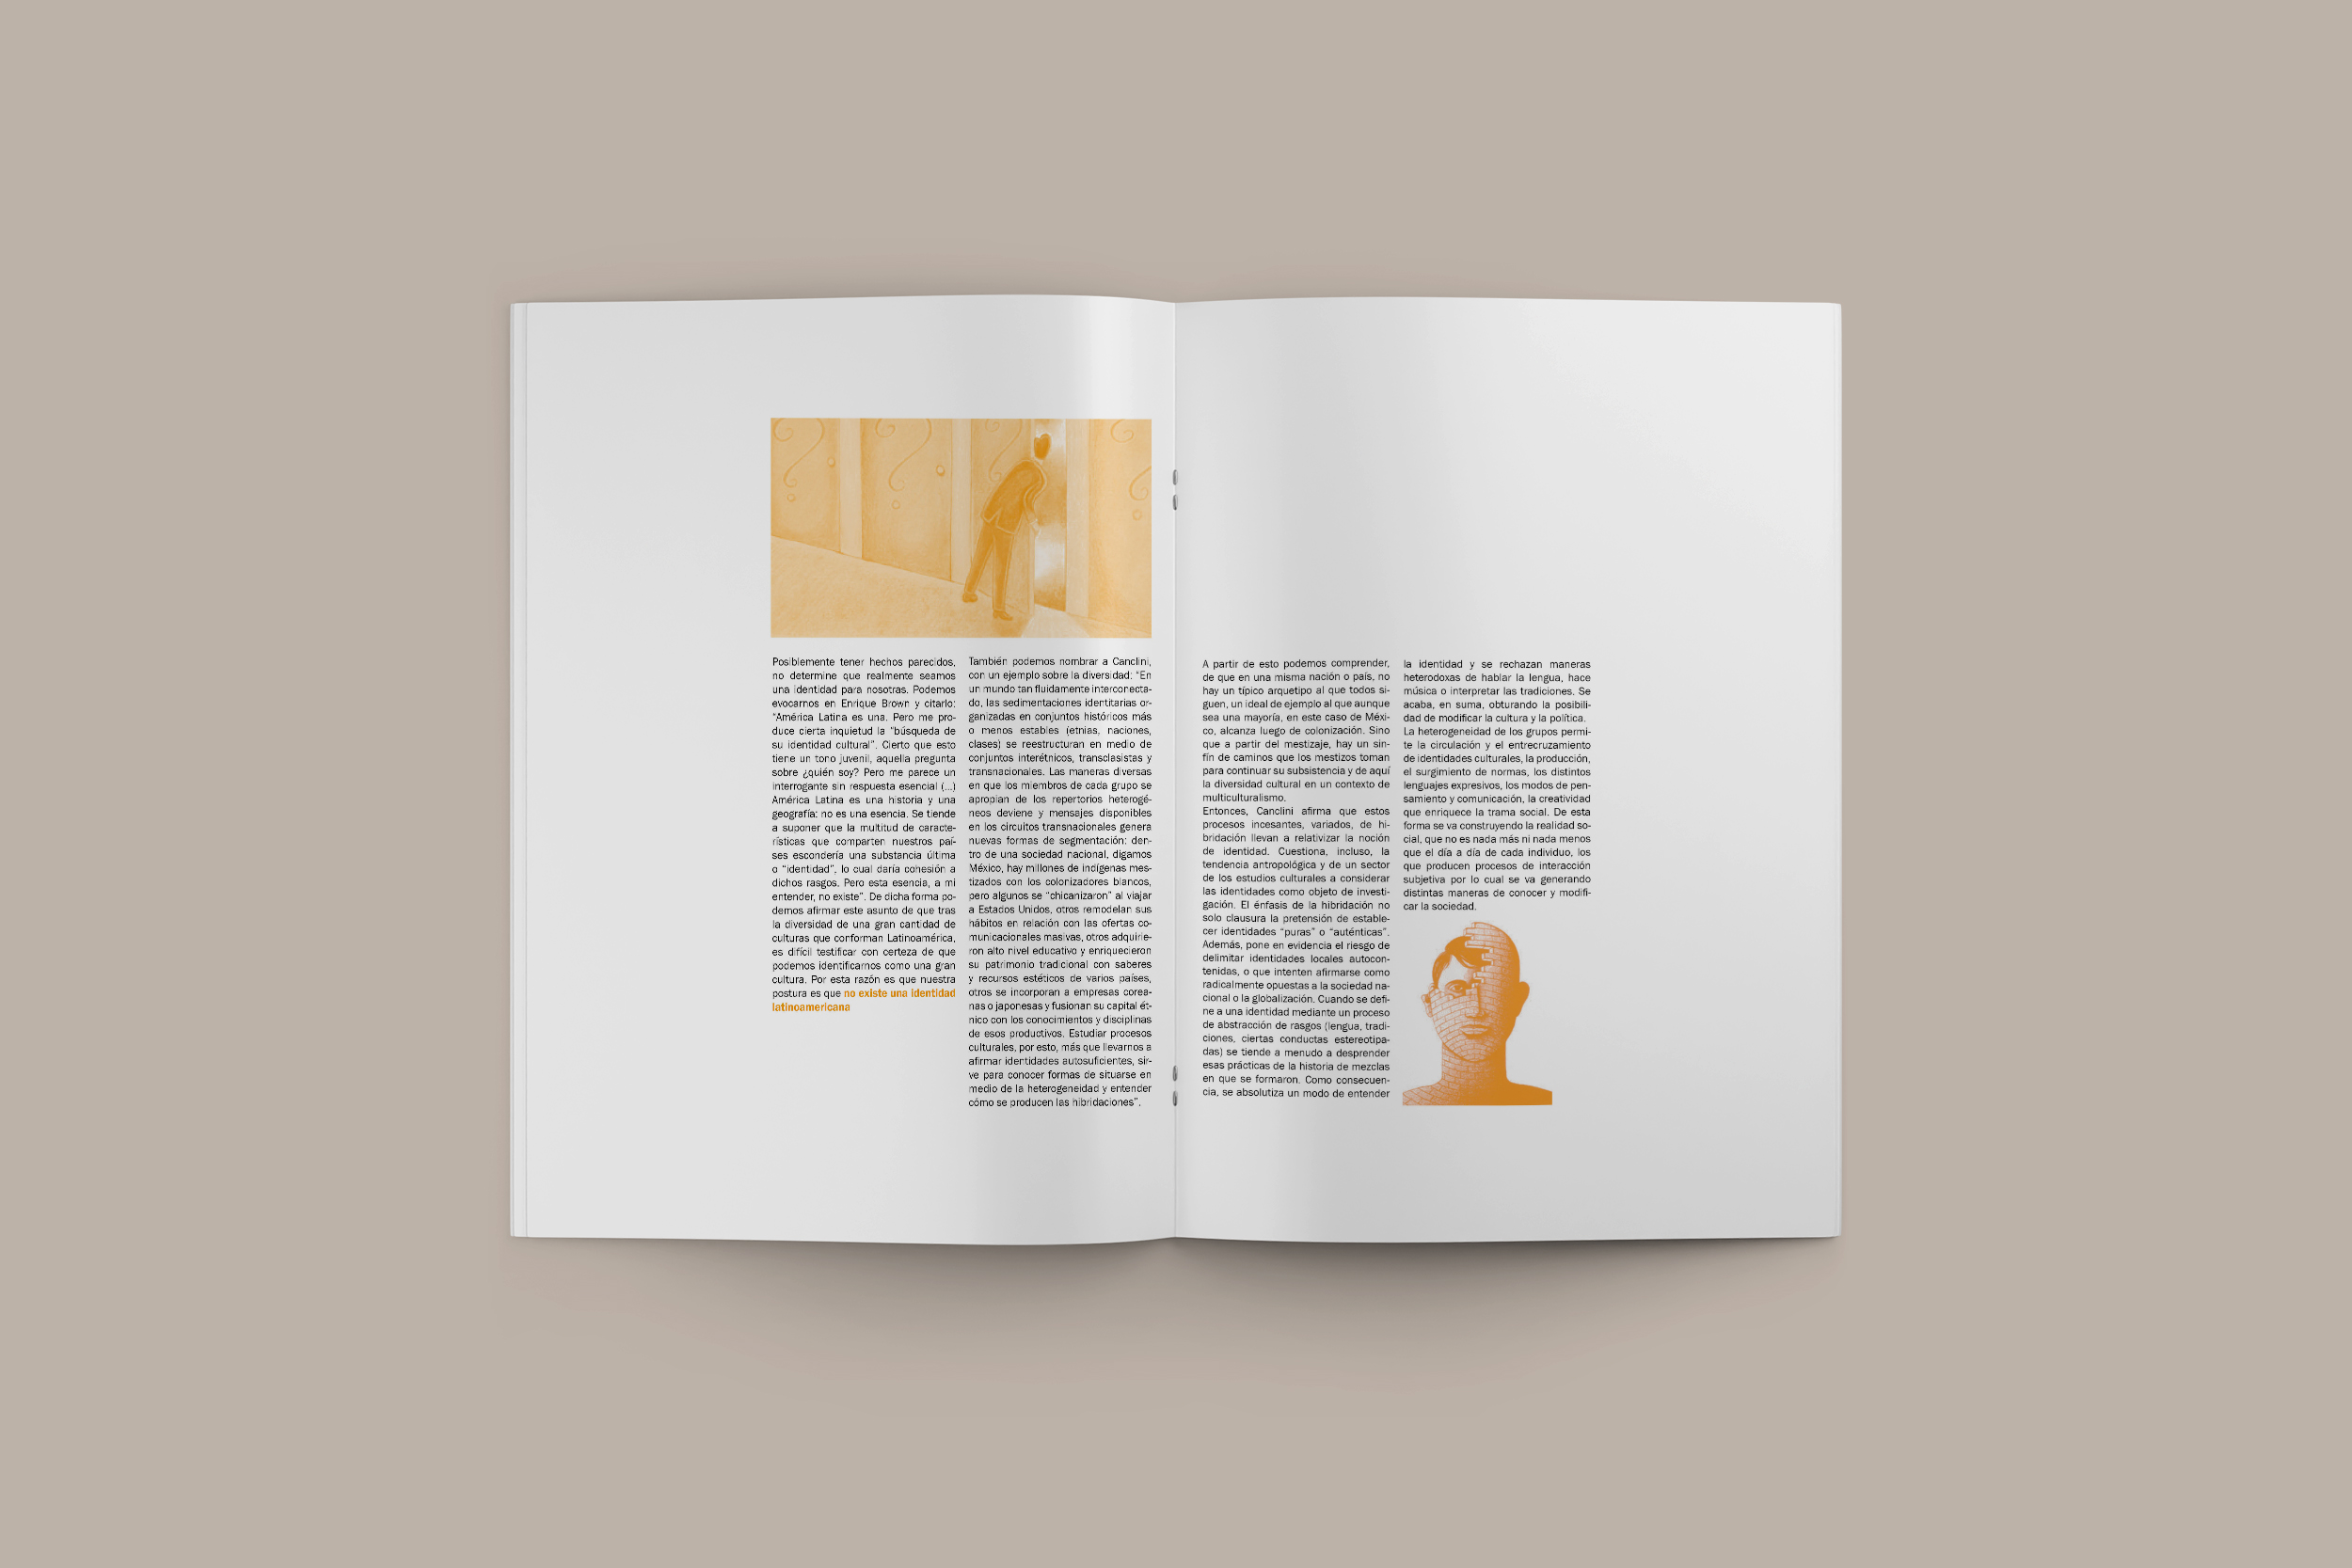 Posiblemente tener hechos parecidos,
no determine que realmente seamos
una identidad para nosotras. Podemos
evocarnos en Enrique Brown y citarlo:
“América Latina es una. Pero me pro-
duce cierta inquietud la “búsqueda de
su identidad cultural”. Cierto que esto
tiene un tono juvenil, aquella pregunta
sobre ¿quién soy? Pero me parece un
interrogante sin respuesta esencial (...)
América Latina es una historia y una
geografía: no es una esencia. Se tiende
a suponer que la multitud de caracte-
rísticas que comparten nuestros paí-
ses escondería una substancia última
o “identidad”, lo cual daría cohesión a
dichos rasgos. Pero esta esencia, a mi
entender, no existe”. De dicha forma po-
demos afirmar este asunto de que tras
la diversidad de una gran cantidad de
culturas que conforman Latinoamérica,
es difícil testificar con certeza de que
podemos identificarnos como una gran
cultura. Por esta razón es que nuestra
postura es que no existe una identidad
latinoamericana
También podemos nombrar a Canclini,
con un ejemplo sobre la diversidad: “En
un mundo tan fluidamente interconecta-
do, las sedimentaciones identitarias or-
ganizadas en conjuntos históricos más
o menos estables (etnias, naciones,
clases) se reestructuran en medio de
conjuntos interétnicos, transclasistas y
transnacionales. Las maneras diversas
en que los miembros de cada grupo se
apropian de los repertorios heterogé-
neos deviene y mensajes disponibles
en los circuitos transnacionales genera
nuevas formas de segmentación: den-
tro de una sociedad nacional, digamos
México, hay millones de indígenas mes-
tizados con los colonizadores blancos,
pero algunos se “chicanizaron” al viajar
a Estados Unidos, otros remodelan sus
hábitos en relación con las ofertas co-
municacionales masivas, otros adquirie-
ron alto nivel educativo y enriquecieron
su patrimonio tradicional con saberes
y recursos estéticos de varios países,
otros se incorporan a empresas corea-
nas o japonesas y fusionan su capital ét-
nico con los conocimientos y disciplinas
de esos productivos. Estudiar procesos
culturales, por esto, más que llevarnos a
afirmar identidades autosuficientes, sir-
ve para conocer formas de situarse en
medio de la heterogeneidad y entender
cómo se producen las hibridaciones”.
A partir de esto podemos comprender,
de que en una misma nación o país, no
hay un típico arquetipo al que todos si-
guen, un ideal de ejemplo al que aunque
sea una mayoría, en este caso de Méxi-
co, alcanza luego de colonización. Sino
que a partir del mestizaje, hay un sin-
fín de caminos que los mestizos toman
para continuar su subsistencia y de aquí
la diversidad cultural en un contexto de
multiculturalismo.
Entonces, Canclini afirma que estos
procesos incesantes, variados, de hi-
bridación llevan a relativizar la noción
de identidad. Cuestiona, incluso, la
tendencia antropológica y de un sector
de los estudios culturales a considerar
las identidades como objeto de investi-
gación. El énfasis de la hibridación no
solo clausura la pretensión de estable-
cer identidades “puras” o “auténticas”.
Además, pone en evidencia el riesgo de
delimitar identidades locales autocon-
tenidas, o que intenten afirmarse como
radicalmente opuestas a la sociedad na-
cional o la globalización. Cuando se defi-
ne a una identidad mediante un proceso
de abstracción de rasgos (lengua, tradi-
ciones, ciertas conductas estereotipa-
das) se tiende a menudo a desprender
esas prácticas de la historia de mezclas
en que se formaron. Como consecuen-
cia, se absolutiza un modo de entender
la identidad y se rechazan maneras
heterodoxas de hablar la lengua, hace
música o interpretar las tradiciones. Se
acaba, en suma, obturando la posibili-
dad de modificar la cultura y la política.
La heterogeneidad de los grupos permi-
te la circulación y el entrecruzamiento
de identidades culturales, la producción,
el surgimiento de normas, los distintos
lenguajes expresivos, los modos de pen-
samiento y comunicación, la creatividad
que enriquece la trama social. De esta
forma se va construyendo la realidad so-
cial, que no es nada más ni nada menos
que el día a día de cada individuo, los
que producen procesos de interacción
subjetiva por lo cual se va generando
distintas maneras de conocer y modifi-
car la sociedad.